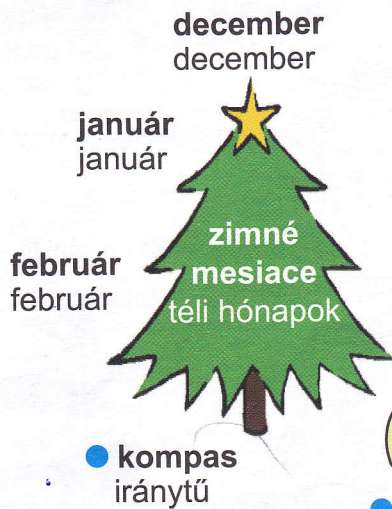 december
december
január
január
február
február
zimné
mesiace
téli hónapok
kompas
iránytű